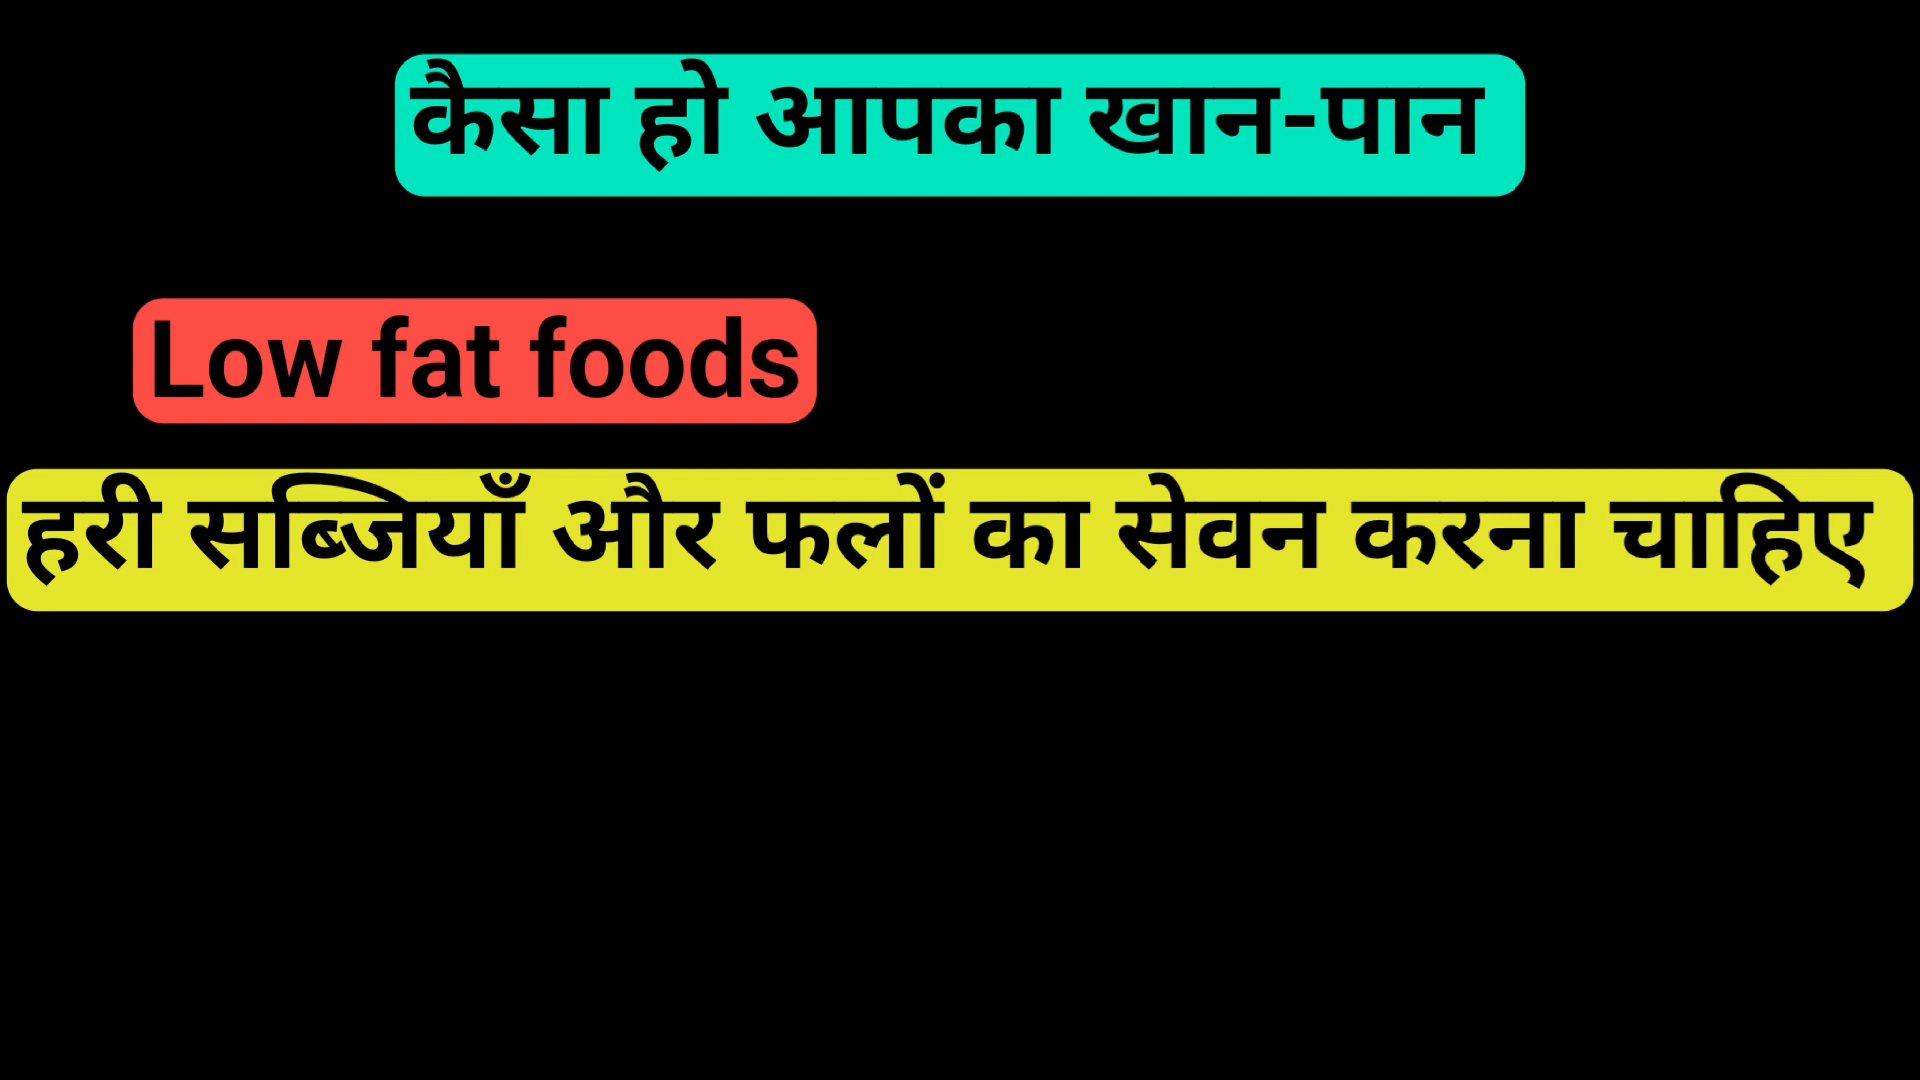 कैसा हो आपका खान-पान
Low fat foods
हरी सब्जियाँ और फलों का सेवन करना चाहिए